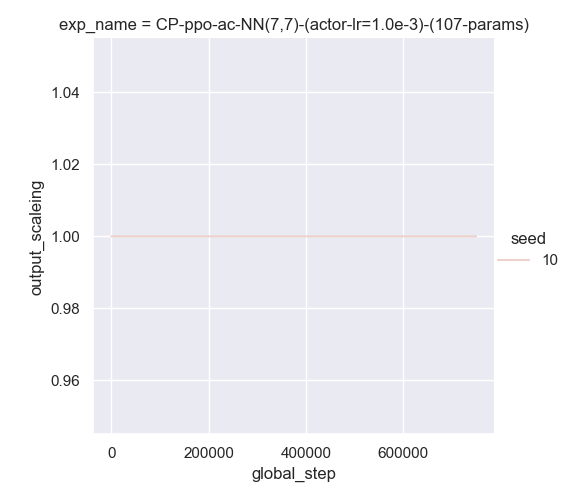 exp_name = CP-ppo-ac-NN(7,7)-(actor-lr=1.0e-3)-(107-params)
1.04
1.02
1.00
0.98
0.96
output_scaleing
0
200000
400000
600000
global_step
seed
10